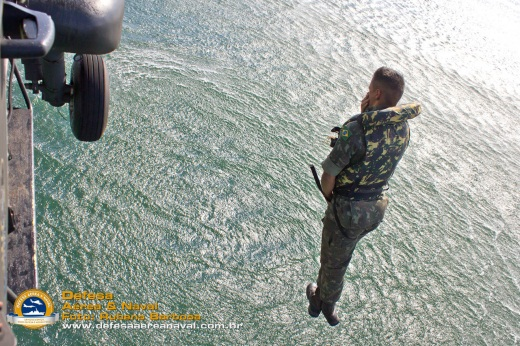 Defesa
Aérea & Naval
Foto: Rubens Barbosa
www.defesaaereanaval.com.br